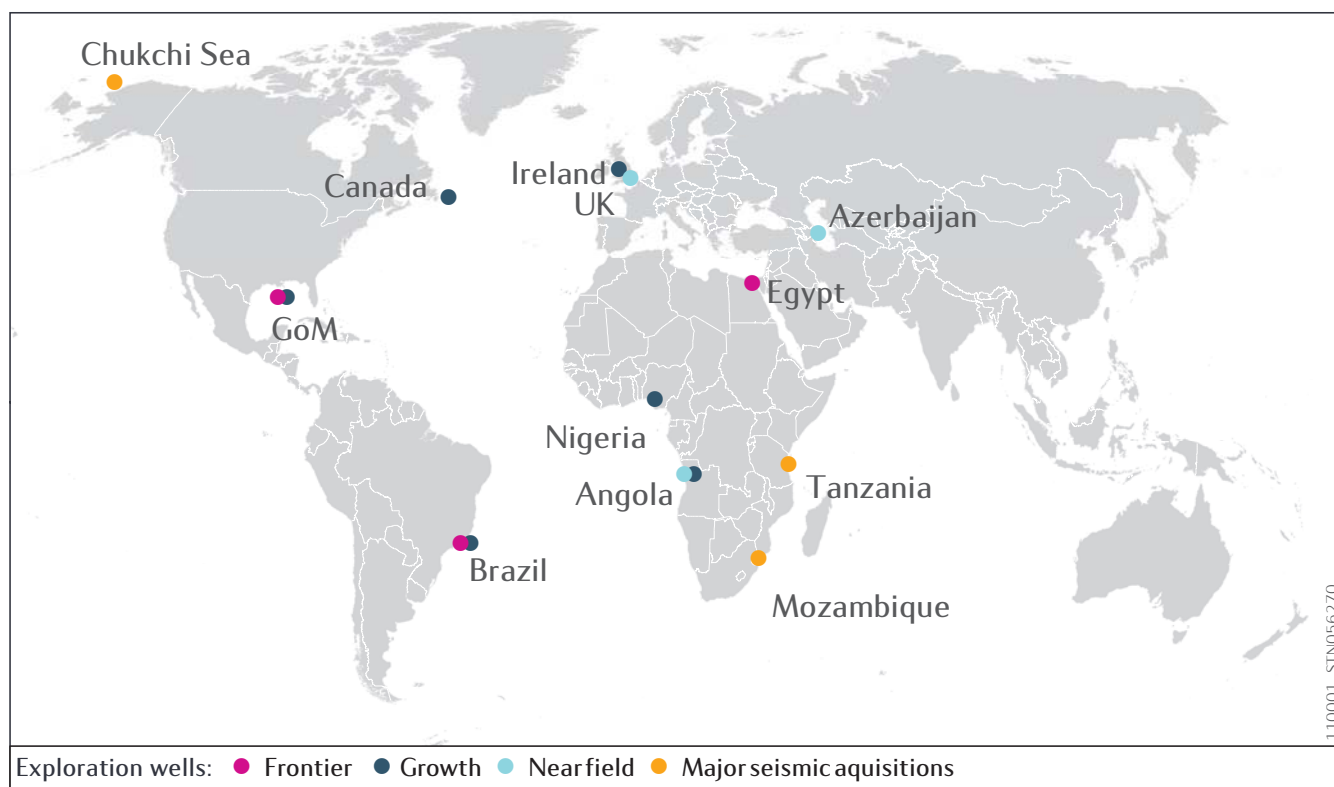 Chukchi Sea
Canada
Ireland
UK
Azerbaijan
Egypt
GoM
Nigeria
Angola
Tanzania
Brazil
Mozambique
110001_STN056270
Exploration wells: Frontier Growth Near field Major seismic aquisitions